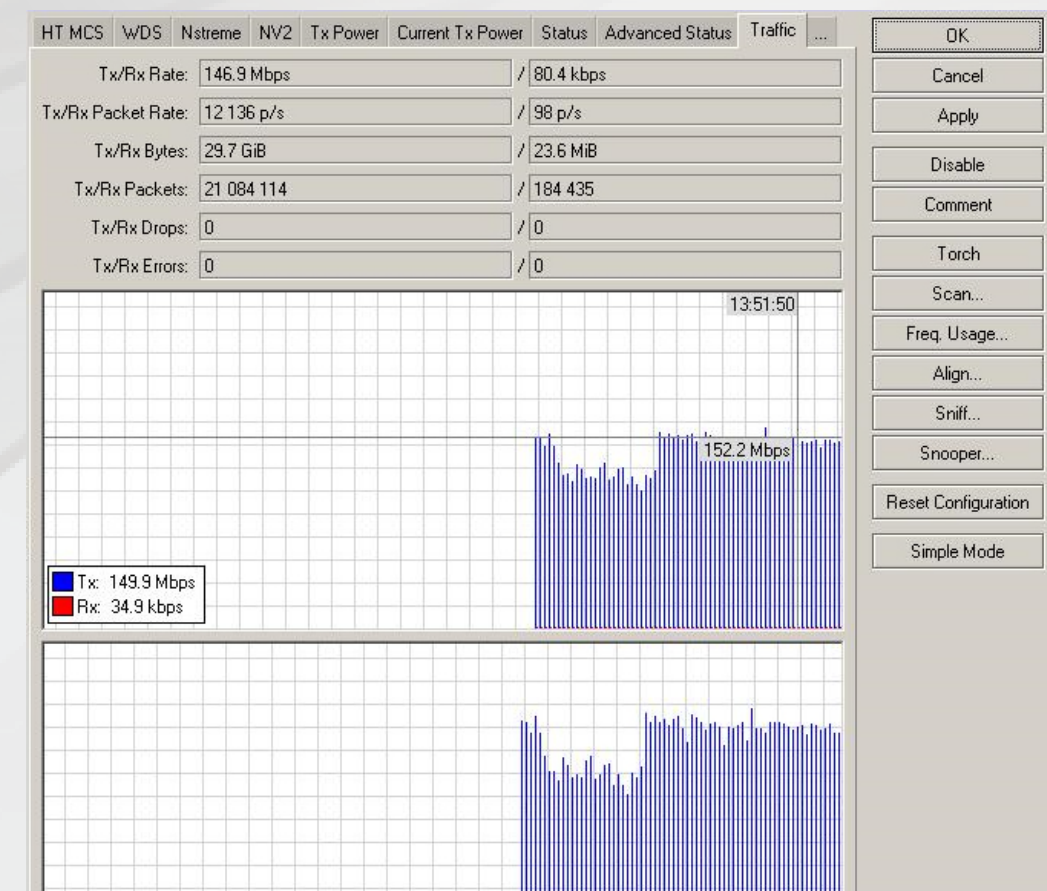 HT MCS WDS Nstreme NV2 Tx Power Current Tx Power Status Advanced Status Traffic ...
Tx/Rx Rate: 146.9 Mbps / 80.4 kbps
Tx/Rx Packet Rate: 12 136 p/s / 98 p/s
Tx/Rx Bytes: 29.7 GiB / 23.6 MiB
Tx/Rx Packets: 21 084 114 / 184 435
Tx/Rx Drops: 0 / 0
Tx/Rx Errors: 0 / 0
13:51:50
152.2 Mbps
Tx: 149.9 Mbps
Rx: 34.9 kbps
OK
Cancel
Apply
Disable
Comment
Torch
Scan...
Freq. Usage...
Align...
Sniff...
Snooper...
Reset Configuration
Simple Mode